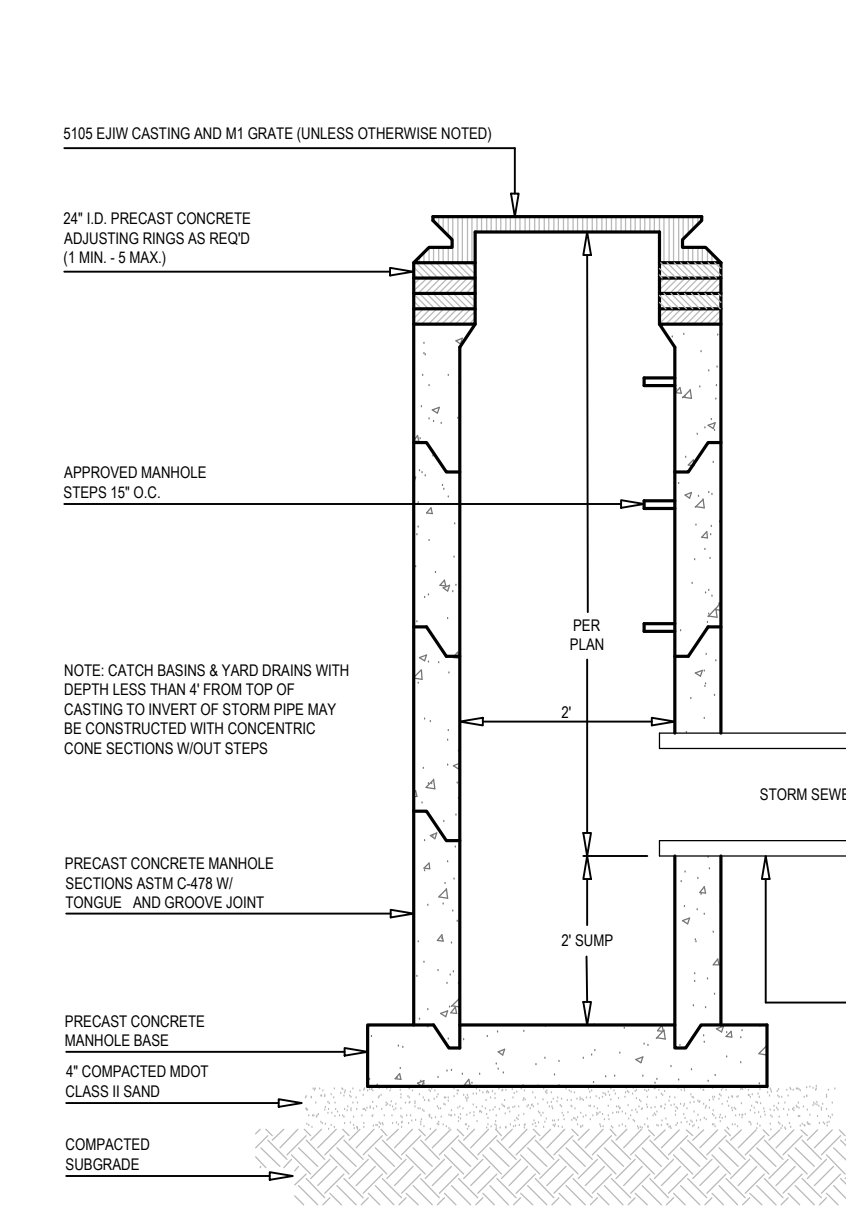 5105 EJIW CASTING AND M1 GRATE (UNLESS OTHERWISE NOTED)
24" I.D. PRECAST CONCRETE
ADJUSTING RINGS AS REQ'D
(1 MIN. - 5 MAX.)
APPROVED MANHOLE
STEPS 15" O.C.
PER
PLAN
NOTE: CATCH BASINS & YARD DRAINS WITH
DEPTH LESS THAN 4' FROM TOP OF
CASTING TO INVERT OF STORM PIPE MAY
BE CONSTRUCTED WITH CONCENTRIC
CONE SECTIONS W/OUT STEPS
2'
STORM SEWE
PRECAST CONCRETE MANHOLE
SECTIONS ASTM C-478 W/
TONGUE AND GROOVE JOINT
2' SUMP
PRECAST CONCRETE
MANHOLE BASE
4" COMPACTED MDOT
CLASS II SAND
COMPACTED
SUBGRADE